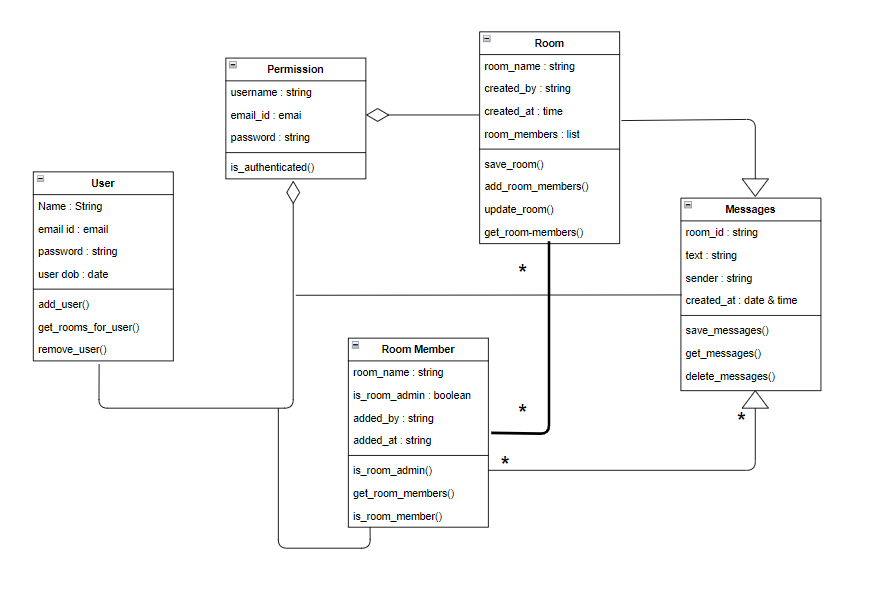 Room
room_name : string
created_by : string
created_at : time
room_members : list
save_room()
add_room_members()
update_room()
get_room-members()
Permission
username : string
email_id : emai
password : string
is_authenticated()
User
Name : String
email id : email
password : string
user dob : date
add_user()
get_rooms_for_user()
remove_user()
Messages
room_id : string
text : string
sender : string
created_at : date & time
save_messages()
get_messages()
delete_messages()
*
Room Member
room_name : string
is_room_admin : boolean
added_by : string
added_at : string
is_room_admin()
get_room_members()
is_room_member()
*
*
*